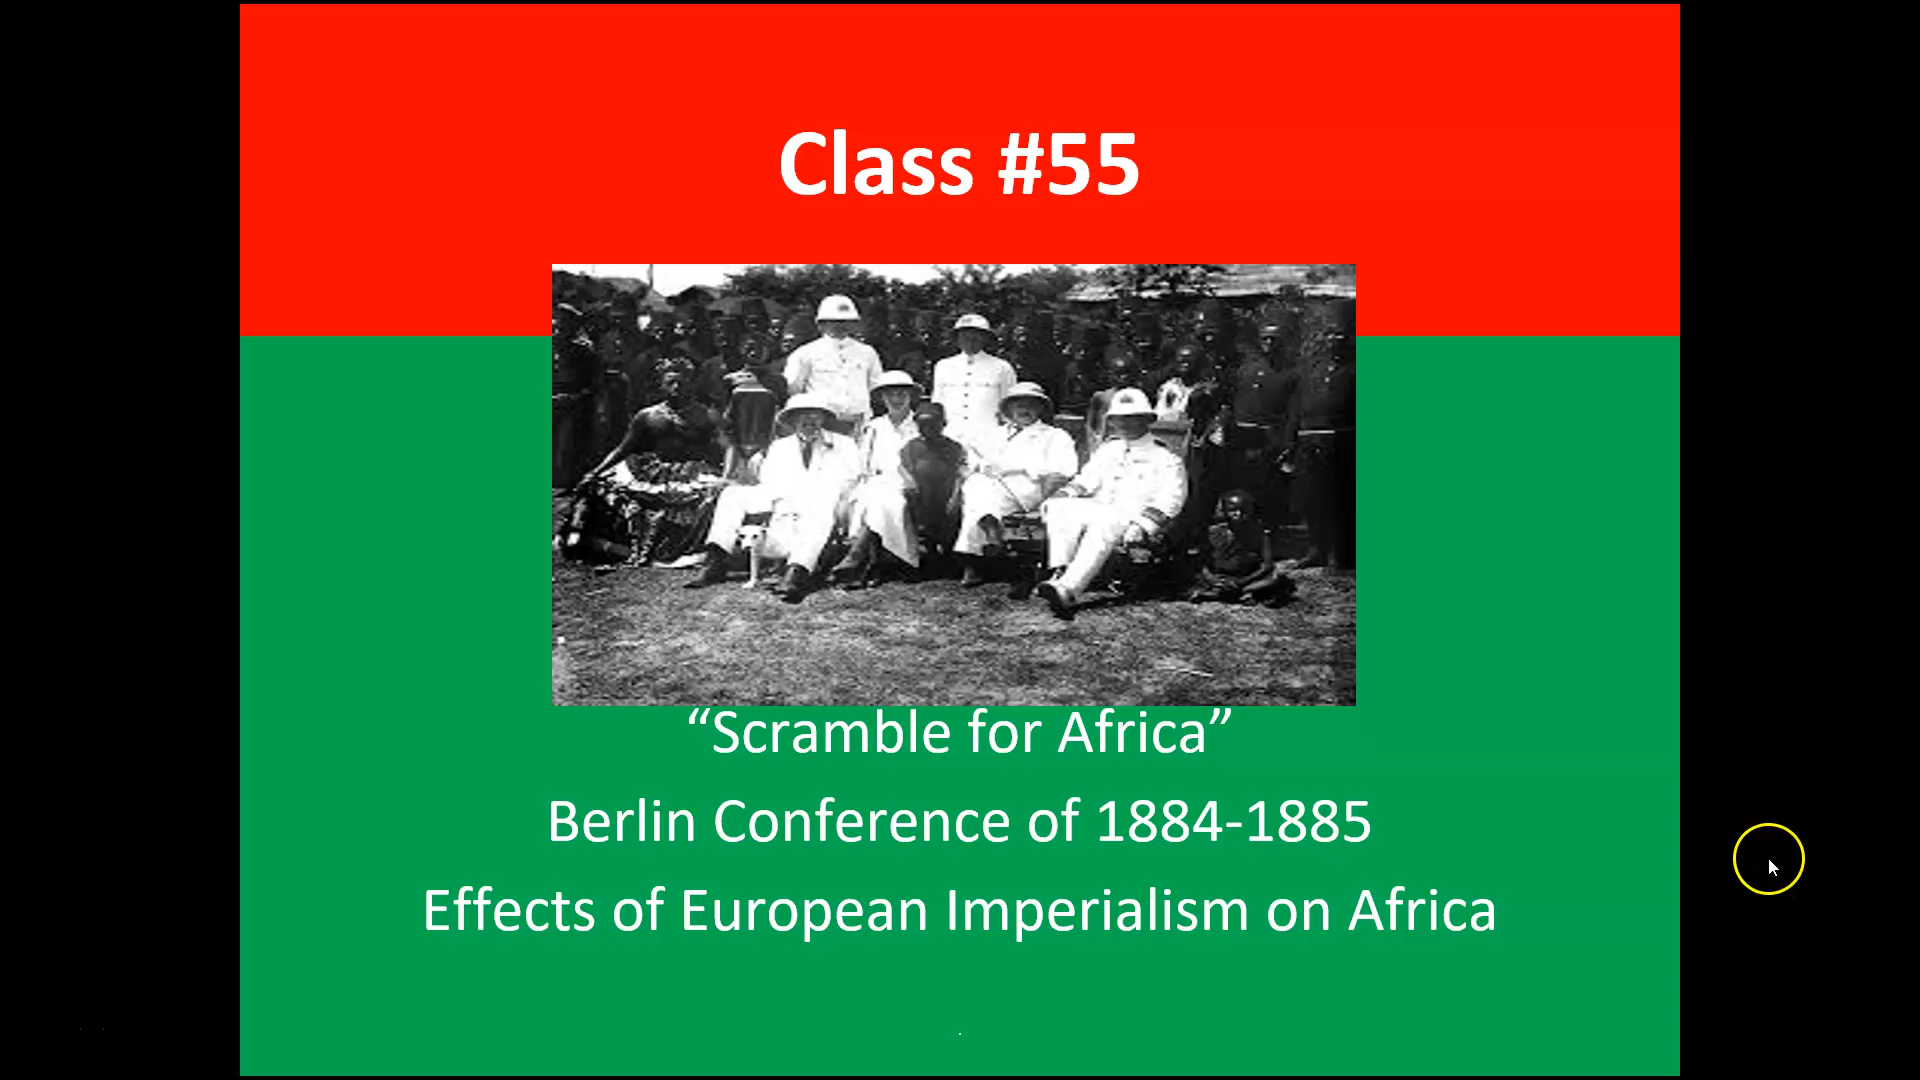 Class #55
“Scramble for Africa”
Berlin Conference of 1884-1885
Effects of European Imperialism on Africa